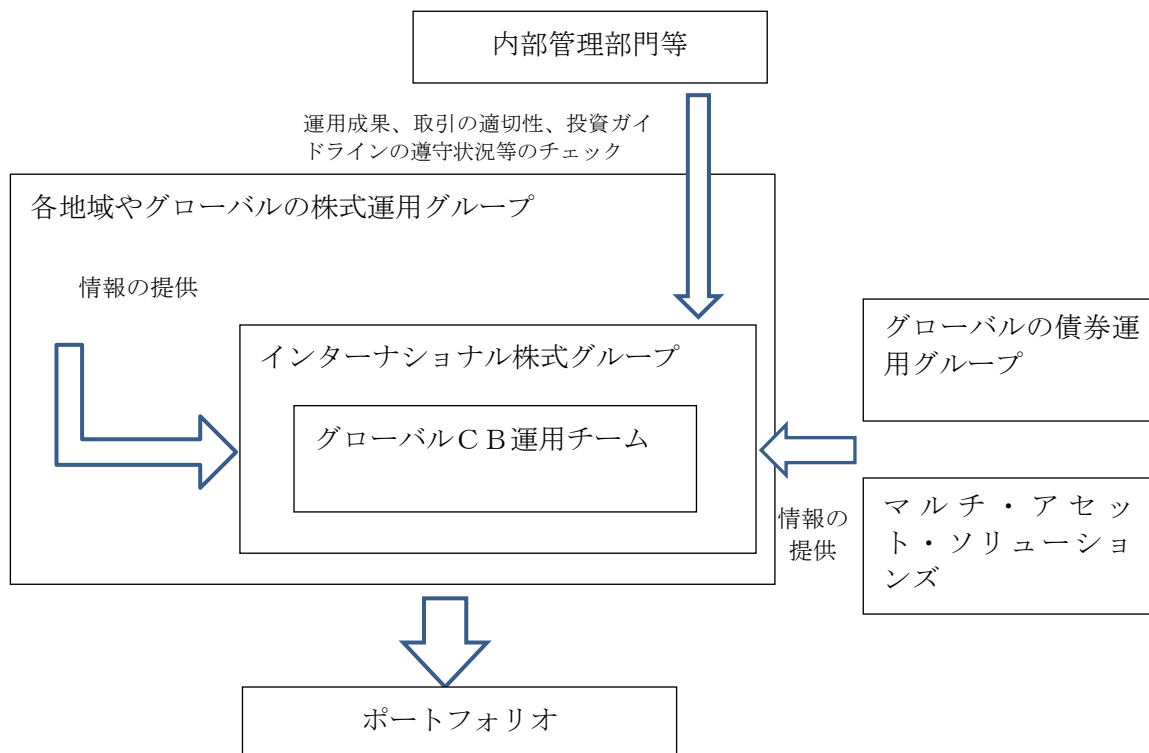 内部管理部門等
運用成果、取引の適切性、投資ガイ
ドラインの遵守状況等のチェック
各地域やグローバルの株式運用グループ
情報の提供
インターナショナル株式グループ
グローバルＣＢ運用チーム
グローバルの債券運
用グループ
情報の
提供
マルチ・アセッ
ト・ソリューショ
ンズ
ポートフォリオ